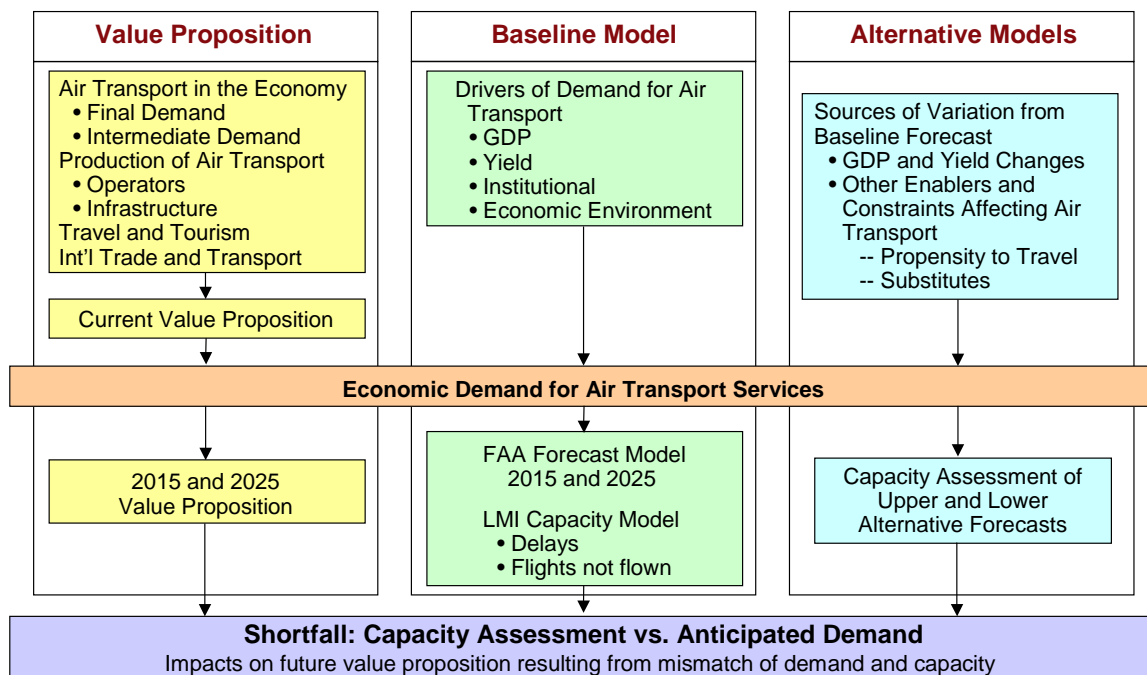 Value Proposition
Air Transport in the Economy
• Final Demand
• Intermediate Demand
Production of Air Transport
• Operators
• Infrastructure
Travel and Tourism
Int'l Trade and Transport
Current Value Proposition
Baseline Model
Drivers of Demand for Air
Transport
• GDP
• Yield
• Institutional
• Economic Environment
Alternative Models
Sources of Variation from
Baseline Forecast
• GDP and Yield Changes
• Other Enablers and
Constraints Affecting Air
Transport
-- Propensity to Travel
-- Substitutes
Economic Demand for Air Transport Services
2015 and 2025
Value Proposition
FAA Forecast Model
2015 and 2025
LMI Capacity Model
• Delays
• Flights not flown
Capacity Assessment of
Upper and Lower
Alternative Forecasts
Shortfall: Capacity Assessment vs. Anticipated Demand
Impacts on future value proposition resulting from mismatch of demand and capacity